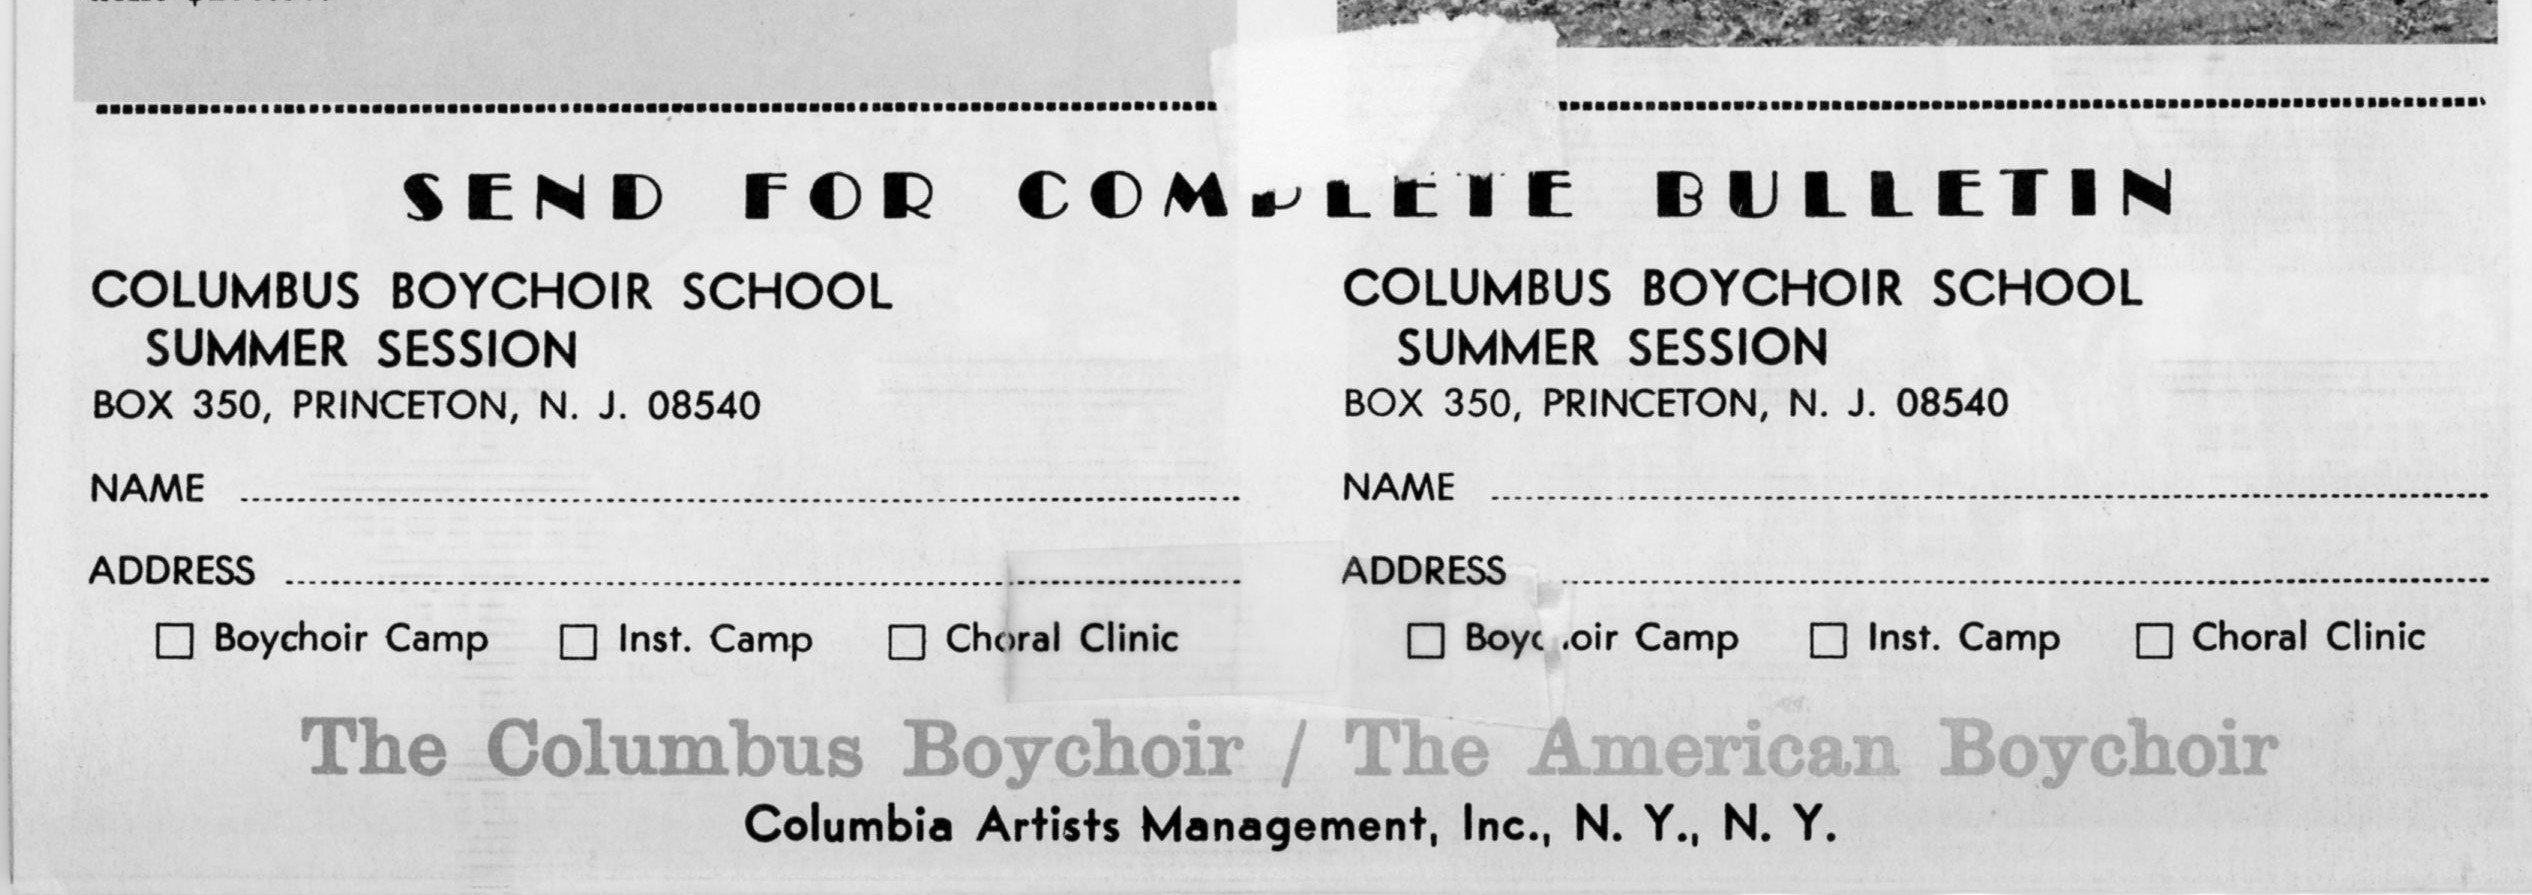 SEND FOR COMPLETE BULLETIN
COLUMBUS BOYCHOIR SCHOOL
SUMMER SESSION
BOX 350, PRINCETON, N. J. 08540
NAME
ADDRESS
Boychoir Camp Inst. Camp Choral Clinic
COLUMBUS BOYCHOIR SCHOOL
SUMMER SESSION
BOX 350, PRINCETON, N. J. 08540
NAME
ADDRESS
Boychoir Camp Inst. Camp Choral Clinic
The Columbus Boychoir / The American Boychoir
Columbia Artists Management, Inc., N. Y., N. Y.